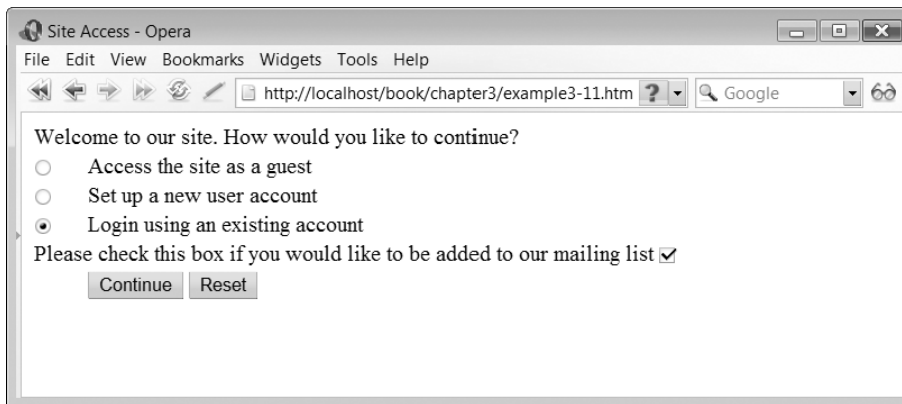 Site Access - Opera
File Edit View Bookmarks Widgets Tools Help
http://localhost/book/chapter3/example3-11.htm ? Google
Welcome to our site. How would you like to continue?
Access the site as a guest
Set up a new user account
Login using an existing account
Please check this box if you would like to be added to our mailing list
Continue Reset